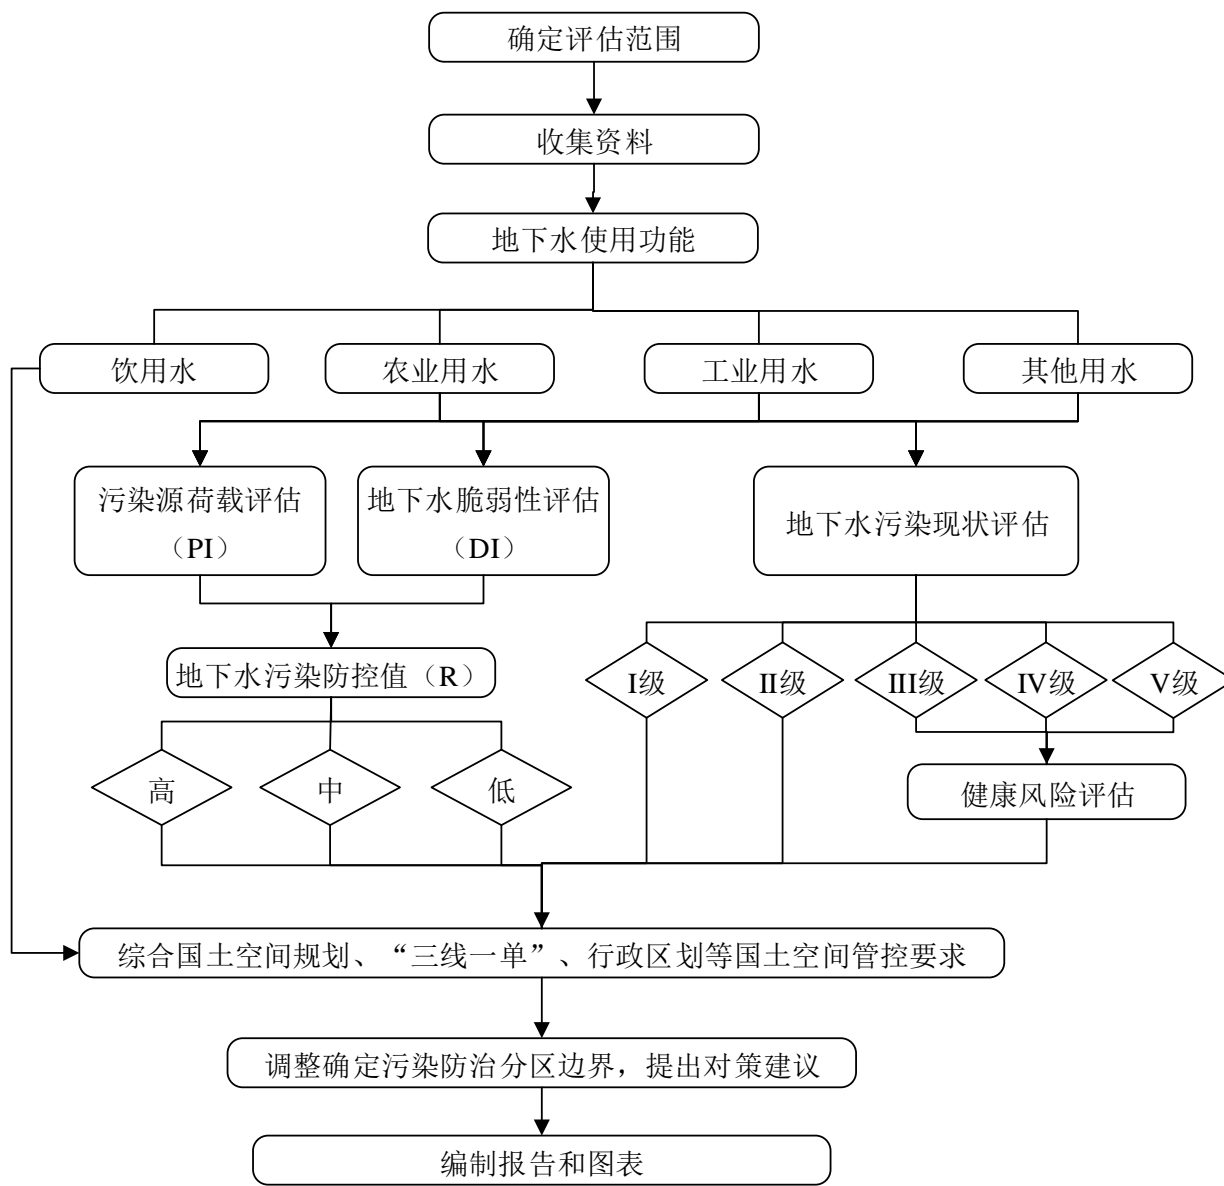 确定评估范围
收集资料
地下水使用功能
饮用水
农业用水
工业用水
其他用水
污染源荷载评估
（PI）
地下水脆弱性评估
（DI）
地下水污染现状评估
地下水污染防控值（R）
I级
II级
III级
IV级
V级
高
中
低
健康风险评估
综合国土空间规划、“三线一单”、行政区划等国土空间管控要求
调整确定污染防治分区边界，提出对策建议
编制报告和图表